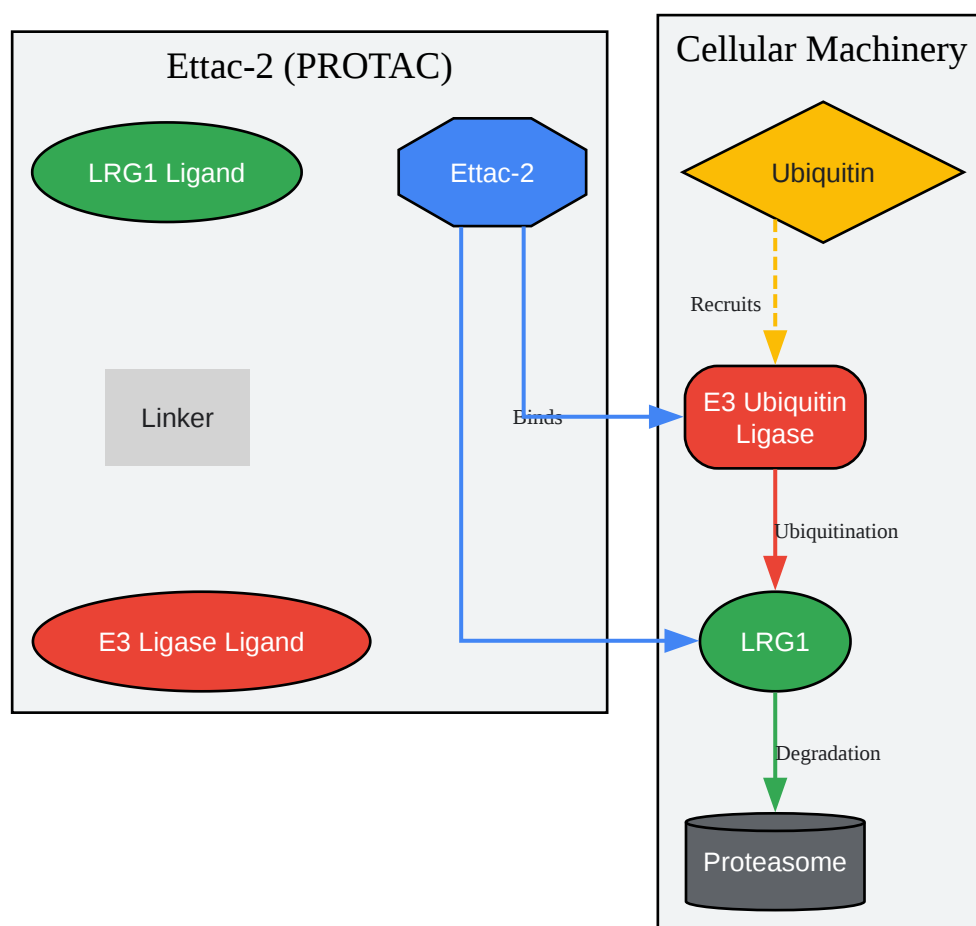 Ettac-2 (PROTAC)
LRG1 Ligand
Ettac-2
Linker
Binds
E3 Ligase Ligand
Cellular Machinery
Ubiquitin
Recruits
E3 Ubiquitin
Ligase
Ubiquitination
LRG1
Degradation
Proteasome